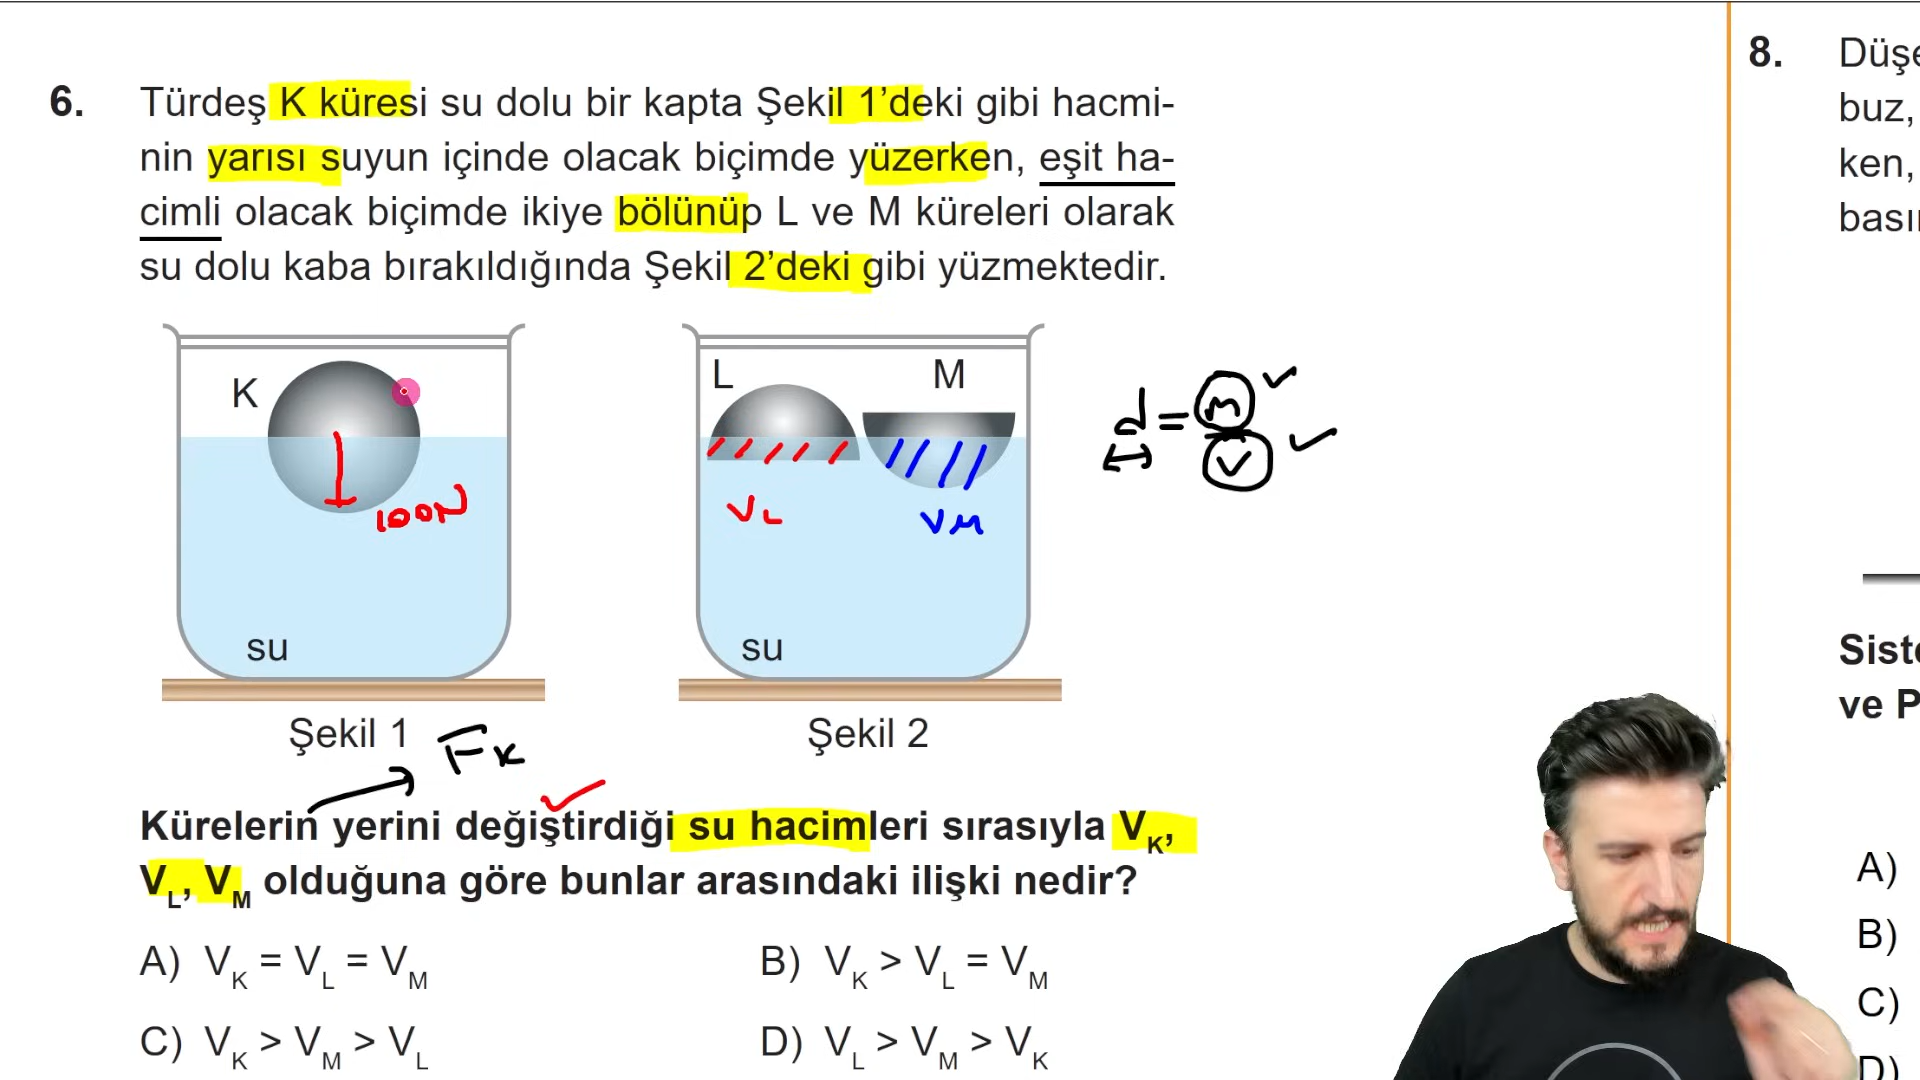 6. Türdeş K küresi su dolu bir kapta Şekil 1’deki gibi hacmi-
nin yarısı suyun içinde olacak biçimde yüzerken, eşit ha-
cimli olacak biçimde ikiye bölünüp L ve M küreleri olarak
su dolu kaba bırakıldığında Şekil 2’deki gibi yüzmektedir.
K
100N
su
Şekil 1
L
M
VL
VM
su
Şekil 2
d = m
V
FK
Kürelerin yerini değiştirdiği su hacimleri sırasıyla VK,
VL, VM olduğuna göre bunlar arasındaki ilişki nedir?
A) VK = VL = VM
B) VK > VL = VM
C) VK > VM > VL
D) VL > VM > VK
8. Düşe
buz,
ken,
bası
Siste
ve P
A)
B)
C)
D)